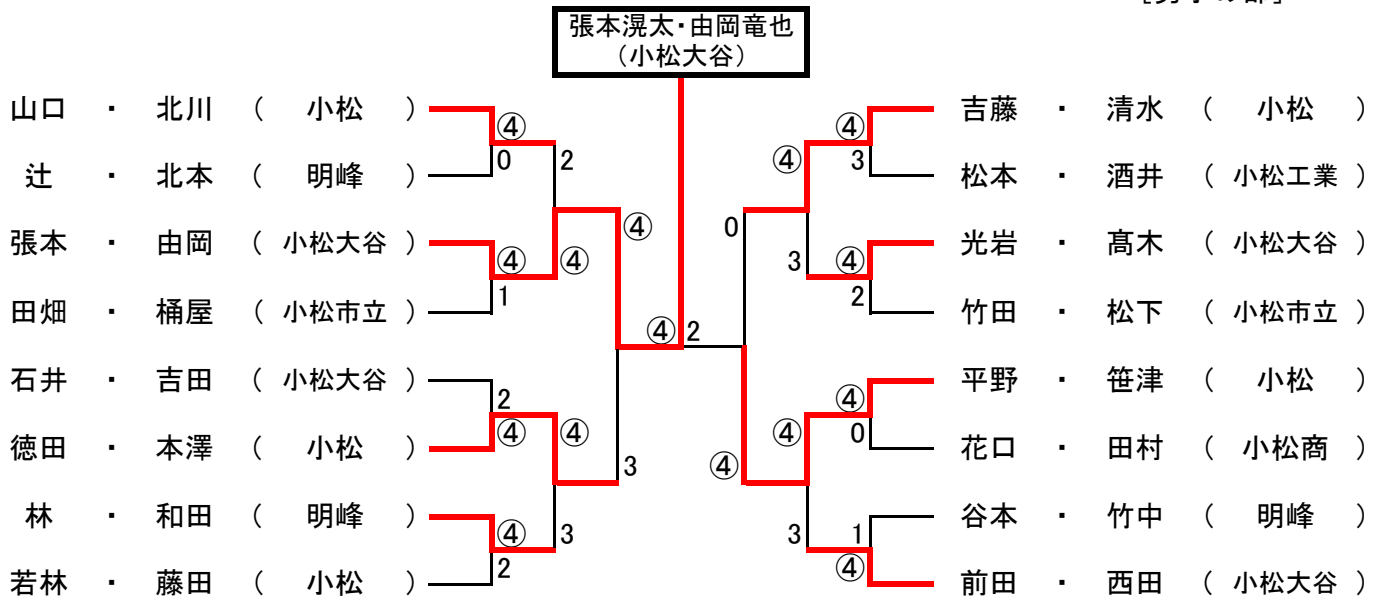 張本滉太・由岡竜也
（小松大谷）
山口 ・ 北川 （ 小松 ）
④
0
2
辻 ・ 北本 （ 明峰 ）
④
張本 ・ 由岡 （ 小松大谷 ）
④
④
1
田畑 ・ 桶屋 （ 小松市立 ）
④
2
石井 ・ 吉田 （ 小松大谷 ）
2
④
④
徳田 ・ 本澤 （ 小松 ）
3
林 ・ 和田 （ 明峰 ）
④
3
2
若林 ・ 藤田 （ 小松 ）
吉藤 ・ 清水 （ 小松 ）
④
④
3
松本 ・ 酒井 （ 小松工業 ）
0
光岩 ・ 髙木 （ 小松大谷 ）
3
④
2
竹田 ・ 松下 （ 小松市立 ）
平野 ・ 笹津 （ 小松 ）
④
④
0
花口 ・ 田村 （ 小松商 ）
④
谷本 ・ 竹中 （ 明峰 ）
3
1
④
前田 ・ 西田 （ 小松大谷 ）